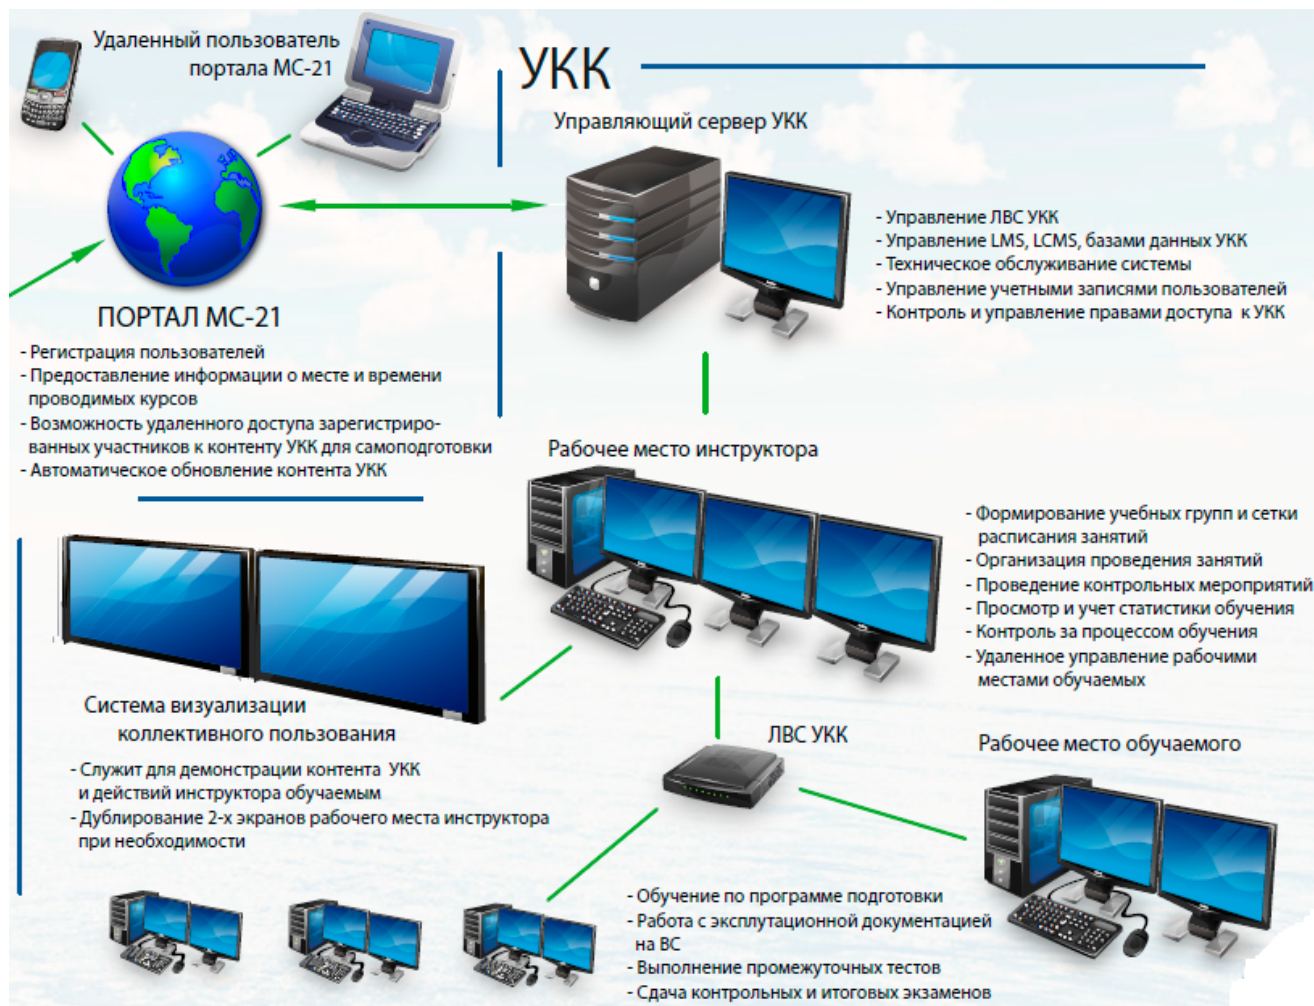 Удаленный пользователь
портала МС-21
УКК
Управляющий сервер УКК
- Управление ЛВС УКК
- Управление LMS, LCMS, базами данных УКК
- Техническое обслуживание системы
- Управление учетными записями пользователей
- Контроль и управление правами доступа к УКК
ПОРТАЛ МС-21
- Регистрация пользователей
- Предоставление информации о месте и времени
проводимых курсов
- Возможность удаленного доступа зарегистриро-
ванных участников к контенту УКК для самоподготовки
- Автоматическое обновление контента УКК
Рабочее место инструктора
- Формирование учебных групп и сетки
расписания занятий
- Организация проведения занятий
- Проведение контрольных мероприятий
- Просмотр и учет статистики обучения
- Контроль за процессом обучения
- Удаленное управление рабочими
местами обучаемых
Система визуализации
коллективного пользования
- Служит для демонстрации контента УКК
и действий инструктора обучаемым
- Дублирование 2-х экранов рабочего места инструктора
при необходимости
ЛВС УКК
Рабочее место обучаемого
- Обучение по программе подготовки
- Работа с эксплутационной документацией
на ВС
- Выполнение промежуточных тестов
- Сдача контрольных и итоговых экзаменов